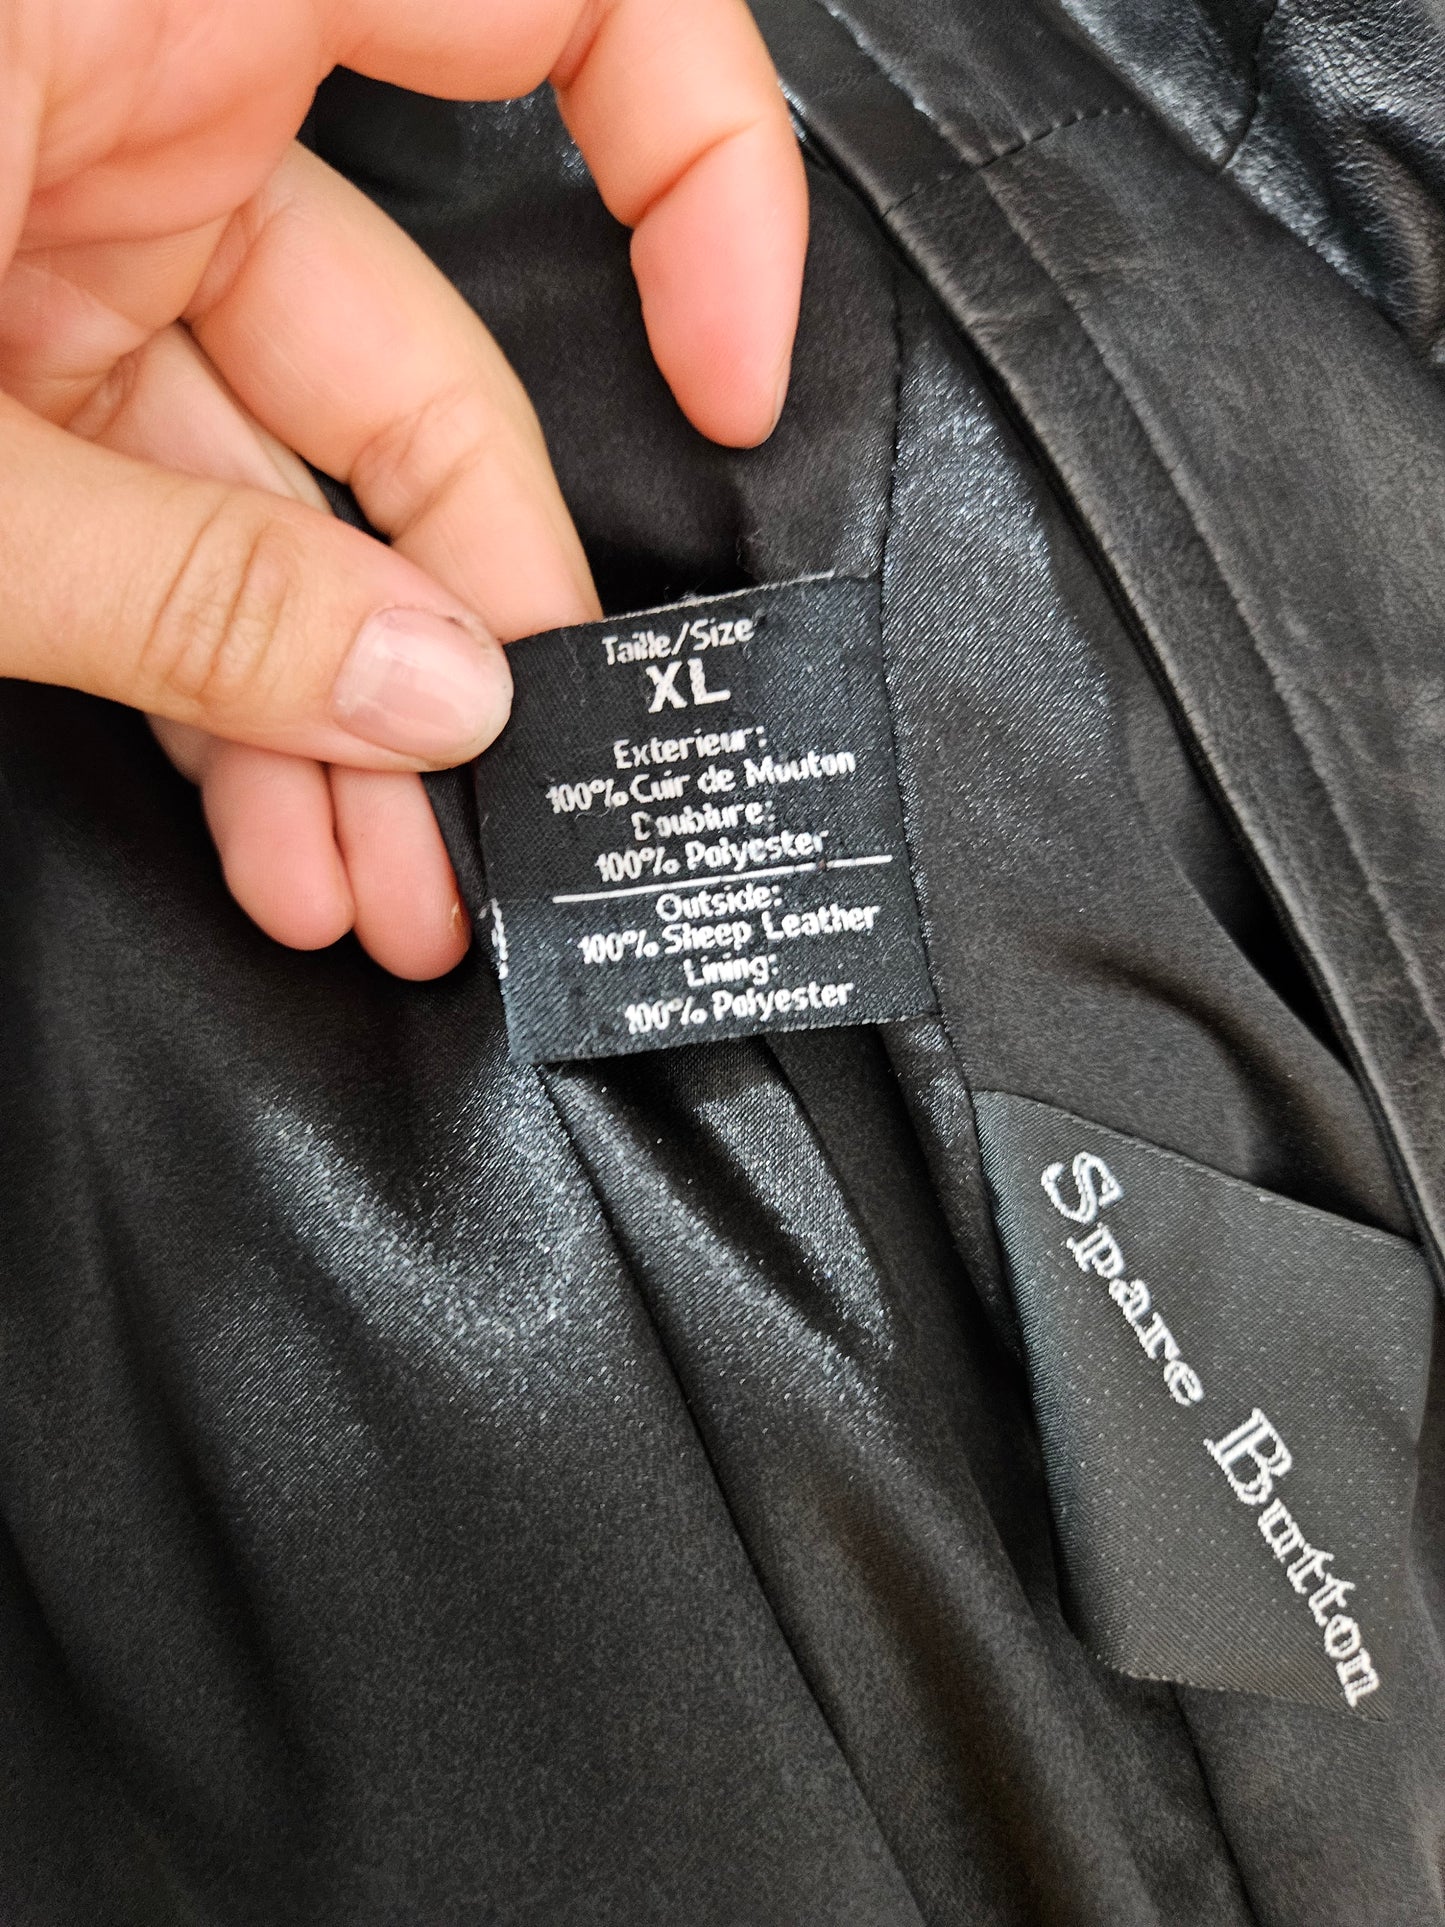 Taille/Size
XL
Exterieur:
100% Cuir de Mouton
Doublure:
100% Polyester
Outside:
100% Sheep Leather
Lining:
100% Polyester
Spare Button